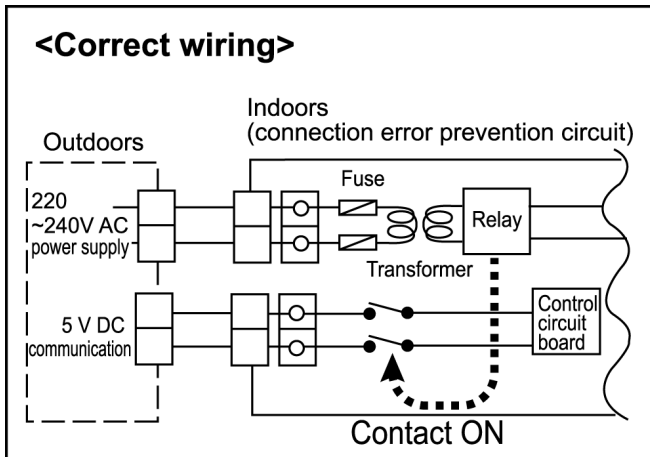 <Correct wiring>
Indoors
(connection error prevention circuit)
Outdoors
Fuse
220
~240V AC
power supply
Relay
Transformer
5 V DC
communication
Control
circuit
board
Contact ON